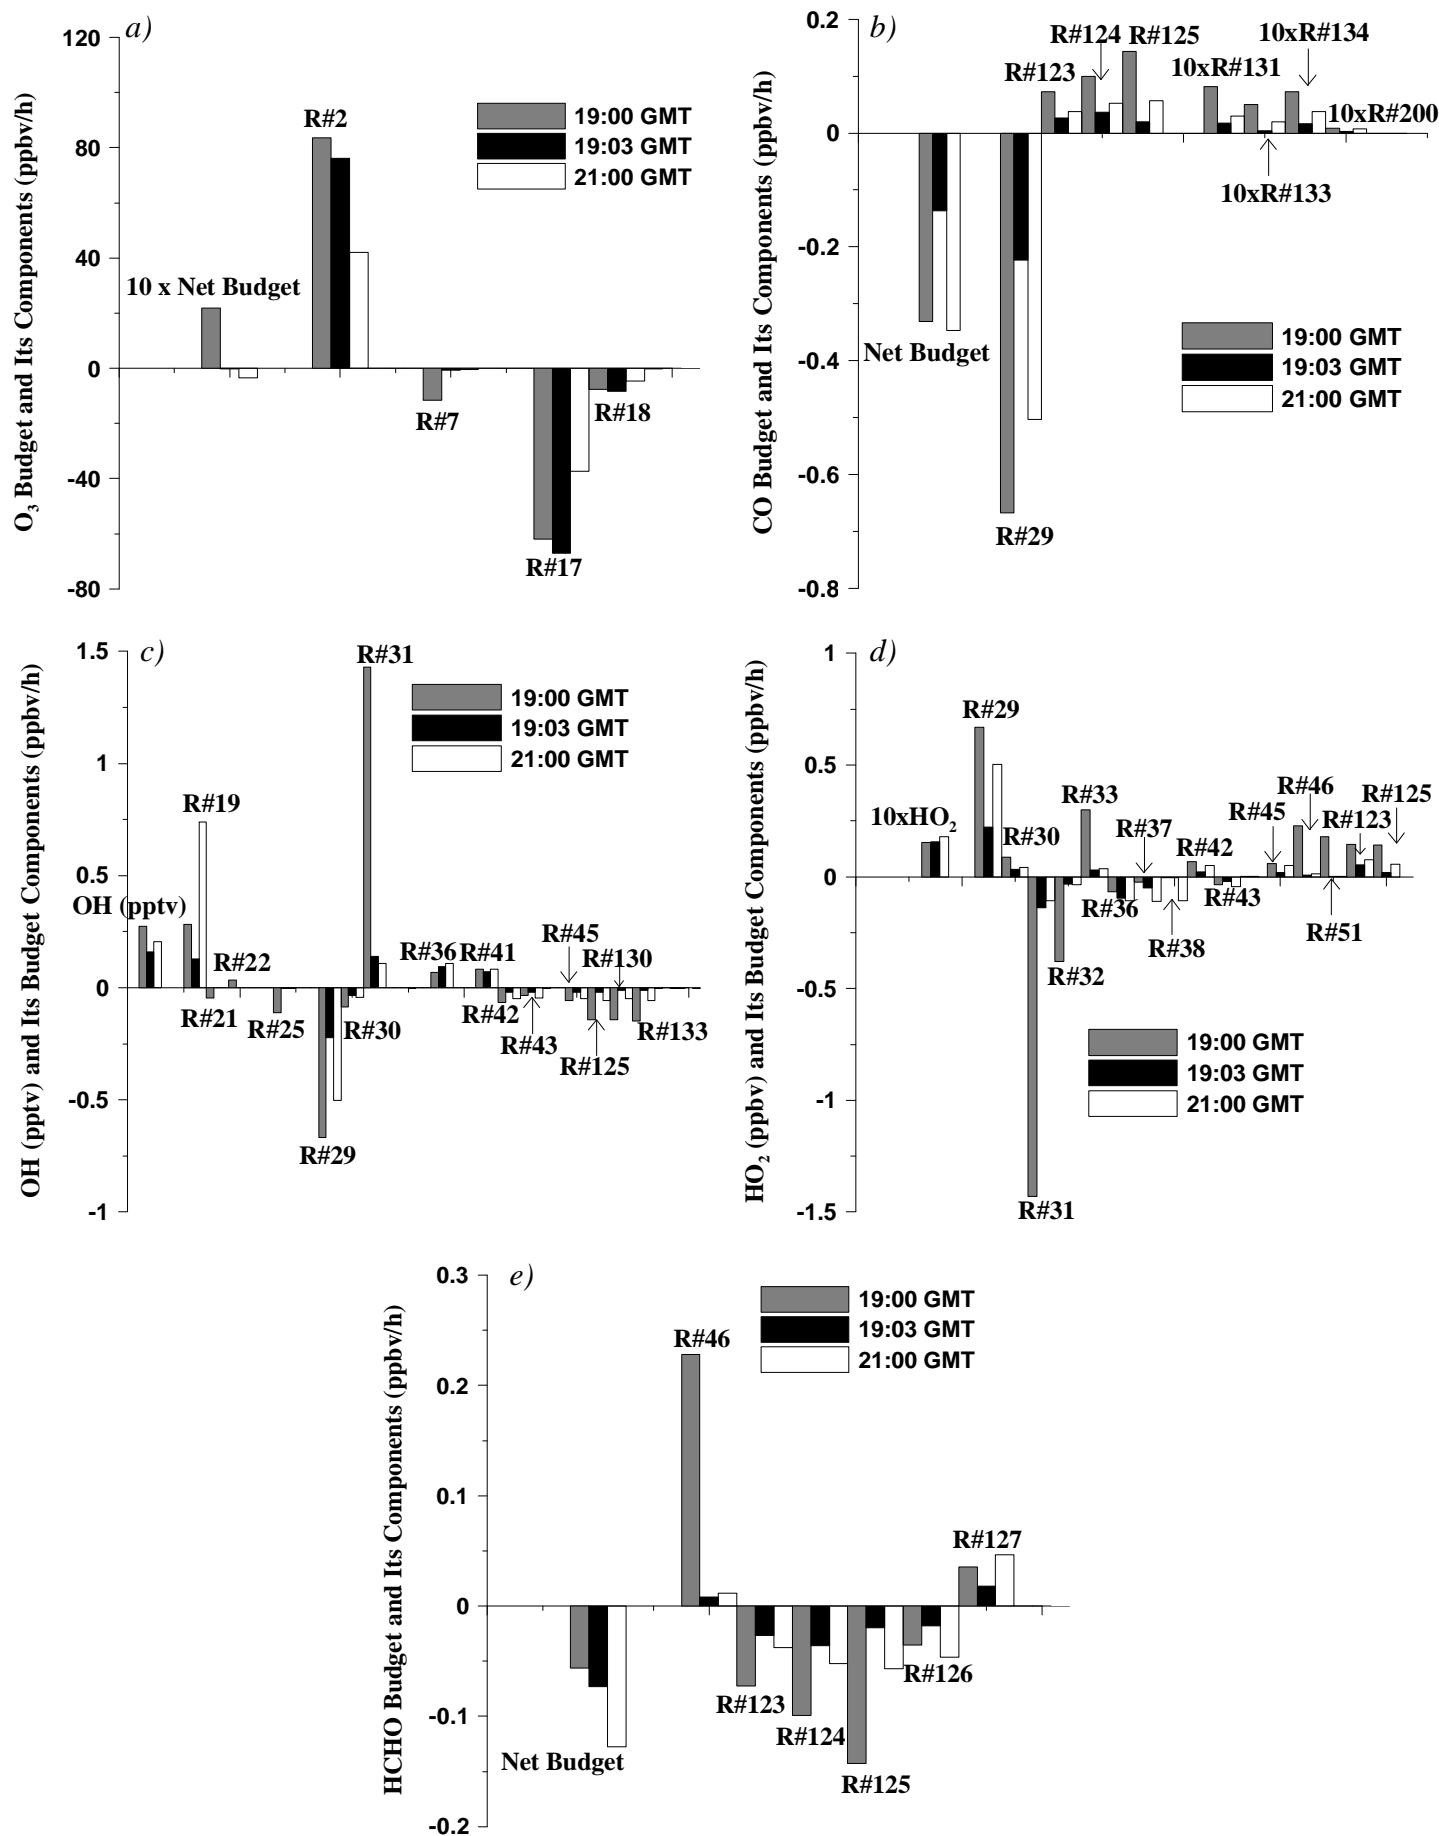 a)
O3 Budget and Its Components (ppbv/h)
120
80
40
0
-40
-80
R#2
10 x Net Budget
R#7
R#17
R#18
19:00 GMT
19:03 GMT
21:00 GMT
b)
CO Budget and Its Components (ppbv/h)
0.2
0
-0.2
-0.4
-0.6
-0.8
R#124
R#125
10xR#134
R#123
10xR#131
10xR#200
10xR#133
Net Budget
R#29
19:00 GMT
19:03 GMT
21:00 GMT
c)
OH (pptv) and Its Budget Components (ppbv/h)
1.5
1
0.5
0
-0.5
-1
R#31
R#19
OH (pptv)
R#22
R#36
R#41
R#45
R#130
R#21
R#25
R#30
R#42
R#43
R#125
R#133
R#29
19:00 GMT
19:03 GMT
21:00 GMT
d)
HO2 (ppbv) and Its Budget Components (ppbv/h)
1
0.5
0
-0.5
-1
-1.5
R#29
10xHO2
R#30
R#33
R#37
R#42
R#45
R#46
R#123
R#125
R#36
R#43
R#38
R#51
R#32
R#31
19:00 GMT
19:03 GMT
21:00 GMT
e)
HCHO Budget and Its Components (ppbv/h)
0.3
0.2
0.1
0
-0.1
-0.2
R#46
R#127
R#126
R#123
R#124
R#125
Net Budget
19:00 GMT
19:03 GMT
21:00 GMT